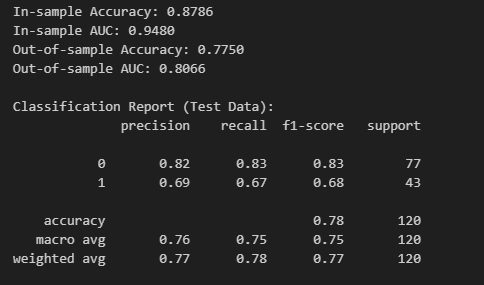 In-sample Accuracy: 0.8786
In-sample AUC: 0.9480
Out-of-sample Accuracy: 0.7750
Out-of-sample AUC: 0.8066

Classification Report (Test Data):
              precision    recall  f1-score   support

           0       0.82      0.83      0.83        77
           1       0.69      0.67      0.68        43

    accuracy                           0.78       120
   macro avg       0.76      0.75      0.75       120
weighted avg       0.77      0.78      0.77       120